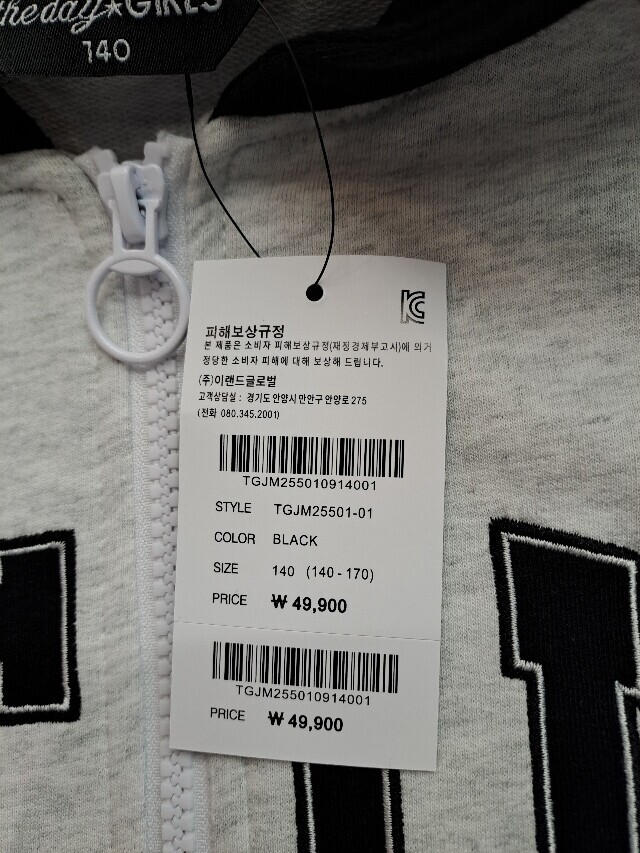 theday★GIRLS
140
피해보상규정
본 제품은 소비자 피해보상규정(재정경제부고시)에 의거
정당한 소비자 피해에 대해 보상해 드립니다.
(주)이랜드글로벌
고객상담실 : 경기도 안양시 만안구 안양로 275
(전화 080.345.2001)
TGJM255010914001
STYLE TGJM25501-01
COLOR BLACK
SIZE 140 (140-170)
PRICE ₩ 49,900
TGJM255010914001
PRICE ₩ 49,900